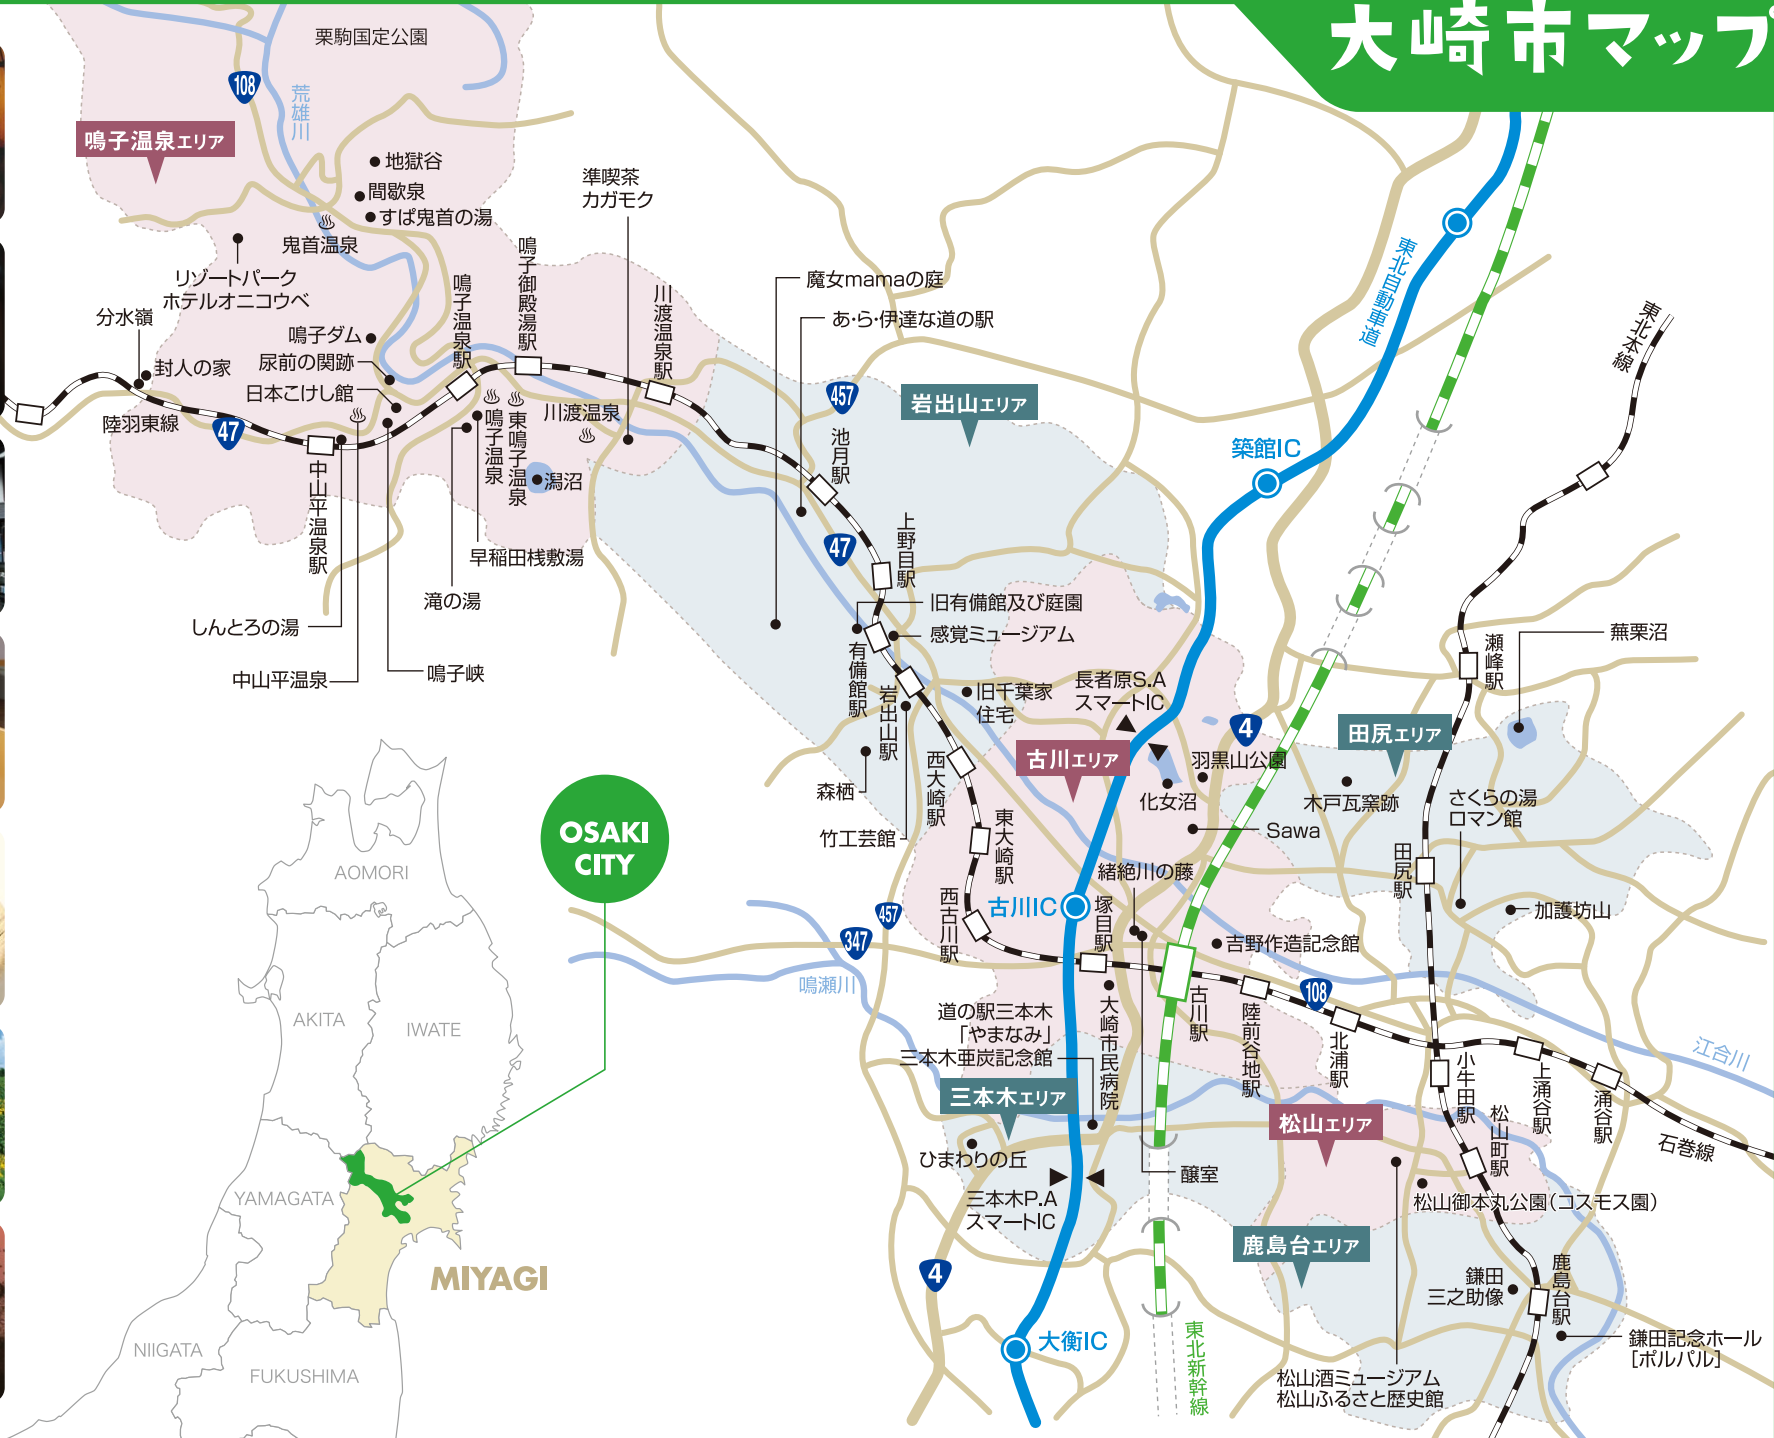 大崎市マップ
栗駒国定公園
108
荒雄川
鳴子温泉エリア
地獄谷
間歇泉
すぱ鬼首の湯
鬼首温泉
リゾートパーク
ホテルオニコウベ
分水嶺
封人の家
鳴子ダム
尿前の関跡
日本こけし館
陸羽東線
47
鳴子温泉駅
鳴子御殿湯駅
準喫茶
カガモク
川渡温泉駅
川渡温泉
鳴子温泉
東鳴子温泉
潟沼
中山平温泉駅
早稲田桟敷湯
滝の湯
しんとろの湯
中山平温泉
鳴子峡
魔女mamaの庭
あ・ら・伊達な道の駅
457
岩出山エリア
池月駅
47
上野目駅
旧有備館及び庭園
感覚ミュージアム
有備館駅
岩出山駅
旧千葉家
住宅
森栖
竹工芸館
西大崎駅
東大崎駅
西古川駅
東北自動車道
築館IC
東北本線
長者原S.A
スマートIC
古川エリア
4
羽黒山公園
化女沼
Sawa
緒絶川の藤
古川IC
塚目駅
吉野作造記念館
田尻エリア
瀬峰駅
蕪栗沼
木戸瓦窯跡
さくらの湯
ロマン館
田尻駅
加護坊山
457
347
鳴瀬川
道の駅三本木
「やまなみ」
三本木亜炭記念館
大崎市民病院
古川駅
陸前谷地駅
108
北浦駅
小牛田駅
上涌谷駅
涌谷駅
江合川
石巻線
三本木エリア
ひまわりの丘
三本木P.A
スマートIC
醸室
松山エリア
松山町駅
松山御本丸公園(コスモス園)
鹿島台エリア
鎌田
三之助像
鹿島台駅
鎌田記念ホール
[ポルパル]
松山酒ミュージアム
松山ふるさと歴史館
4
大衡IC
東北新幹線
OSAKI
CITY
AOMORI
AKITA
IWATE
YAMAGATA
MIYAGI
NIIGATA
FUKUSHIMA